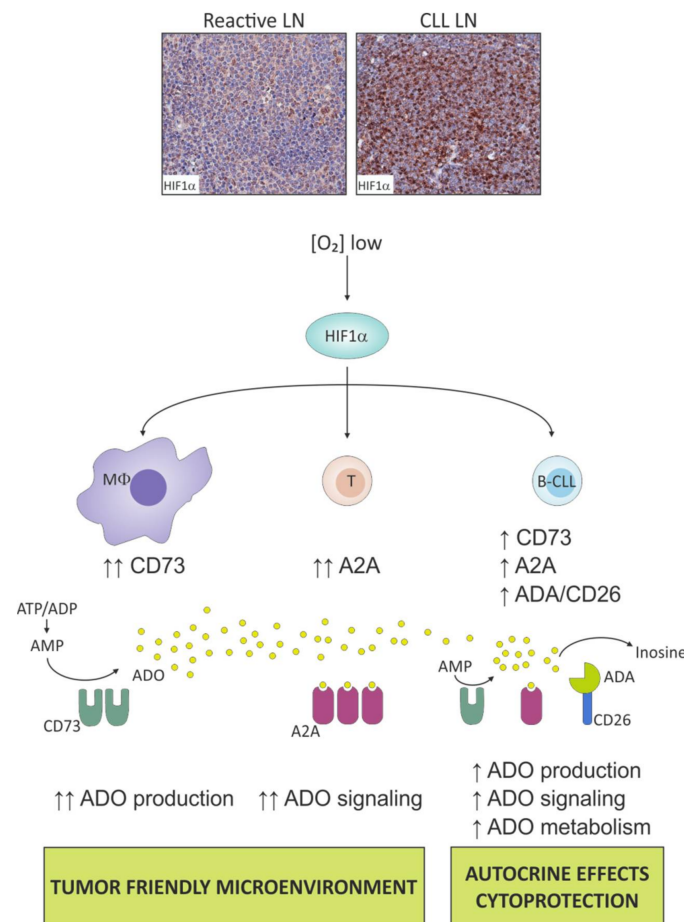 Reactive LN
CLL LN
HIF1α
HIF1α
[O₂] low
HIF1α
MΦ
T
B-CLL
↑↑ CD73
↑↑ A2A
↑ CD73
↑ A2A
↑ ADA/CD26
ATP/ADP
AMP
ADO
CD73
A2A
AMP
Inosine
ADA
CD26
↑↑ ADO production
↑↑ ADO signaling
↑ ADO production
↑ ADO signaling
↑ ADO metabolism
TUMOR FRIENDLY MICROENVIRONMENT
AUTOCRINE EFFECTS
CYTOPROTECTION